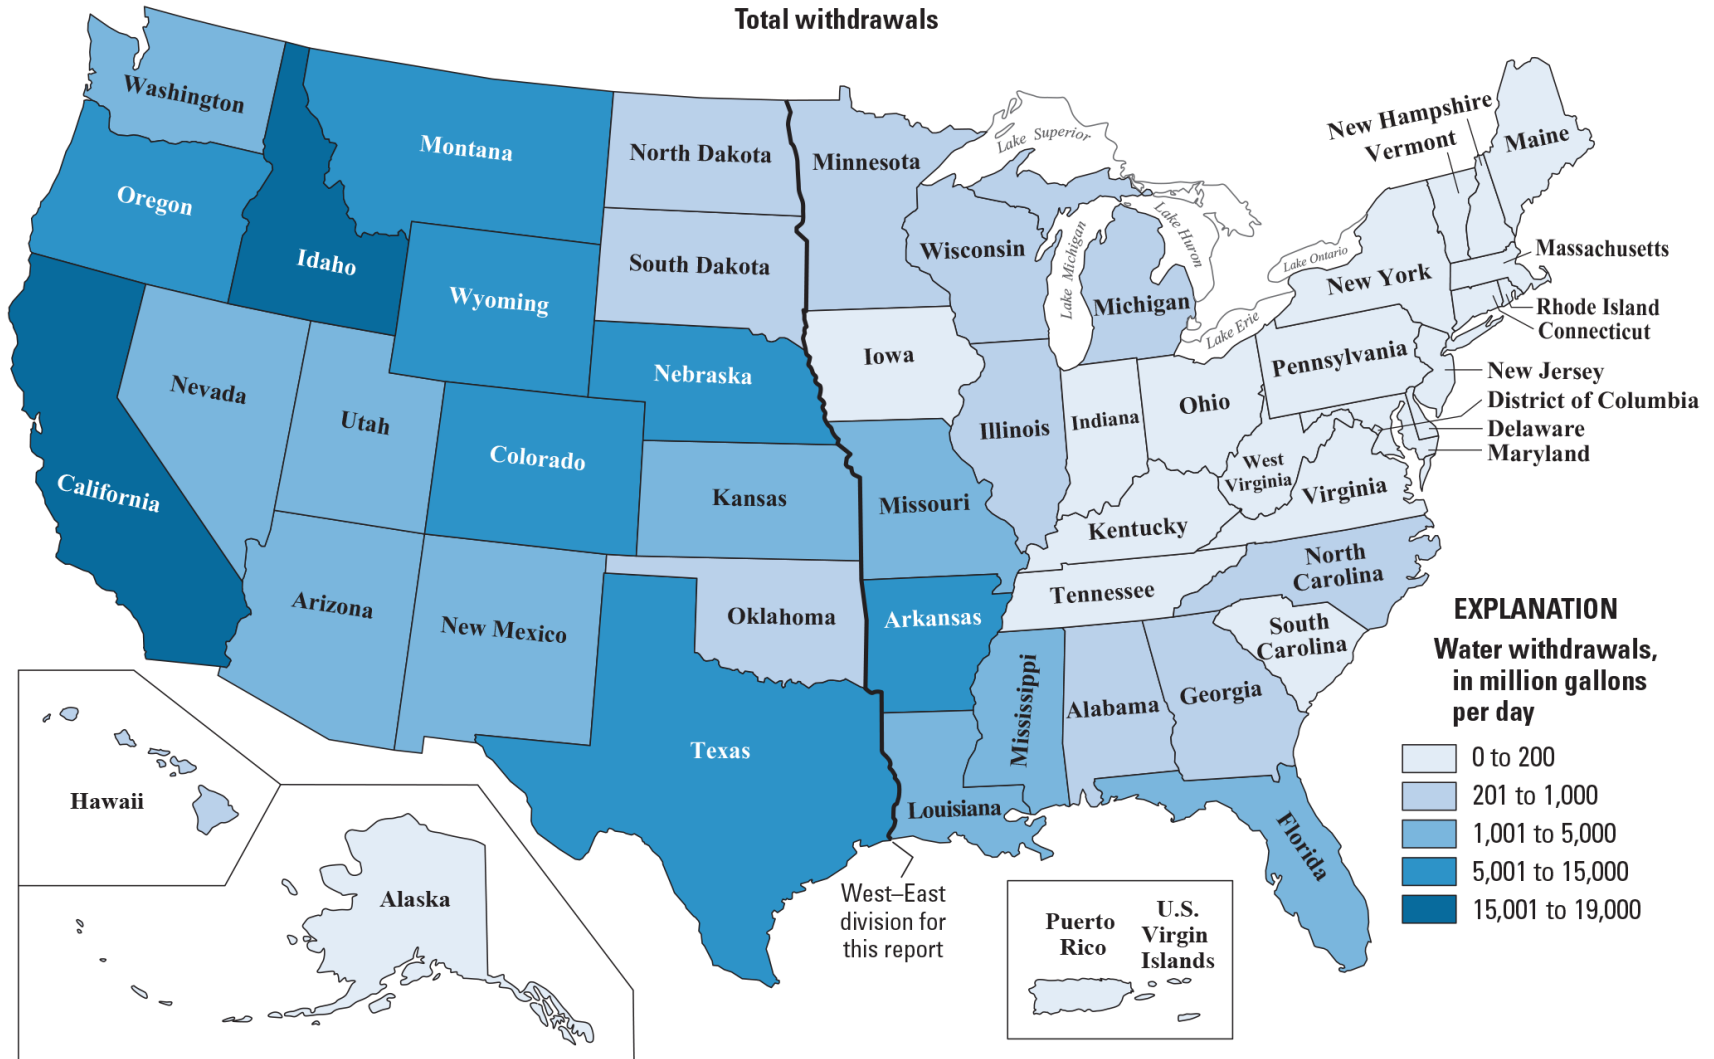 Total withdrawals
Washington
Oregon
Idaho
Montana
Wyoming
California
Nevada
Utah
Colorado
Arizona
New Mexico
North Dakota
South Dakota
Nebraska
Kansas
Oklahoma
Texas
Minnesota
Iowa
Missouri
Arkansas
Louisiana
Wisconsin
Illinois
Michigan
Indiana
Ohio
Kentucky
Tennessee
Mississippi
Alabama
Georgia
Florida
South
Carolina
North
Carolina
Virginia
West
Virginia
Pennsylvania
New York
Lake Superior
Lake Michigan
Lake Huron
Lake Erie
Lake Ontario
New Hampshire
Vermont
Maine
Massachusetts
Rhode Island
Connecticut
New Jersey
District of Columbia
Delaware
Maryland
Hawaii
Alaska
West–East
division for
this report
Puerto
Rico
U.S.
Virgin
Islands
EXPLANATION
Water withdrawals,
in million gallons
per day
0 to 200
201 to 1,000
1,001 to 5,000
5,001 to 15,000
15,001 to 19,000